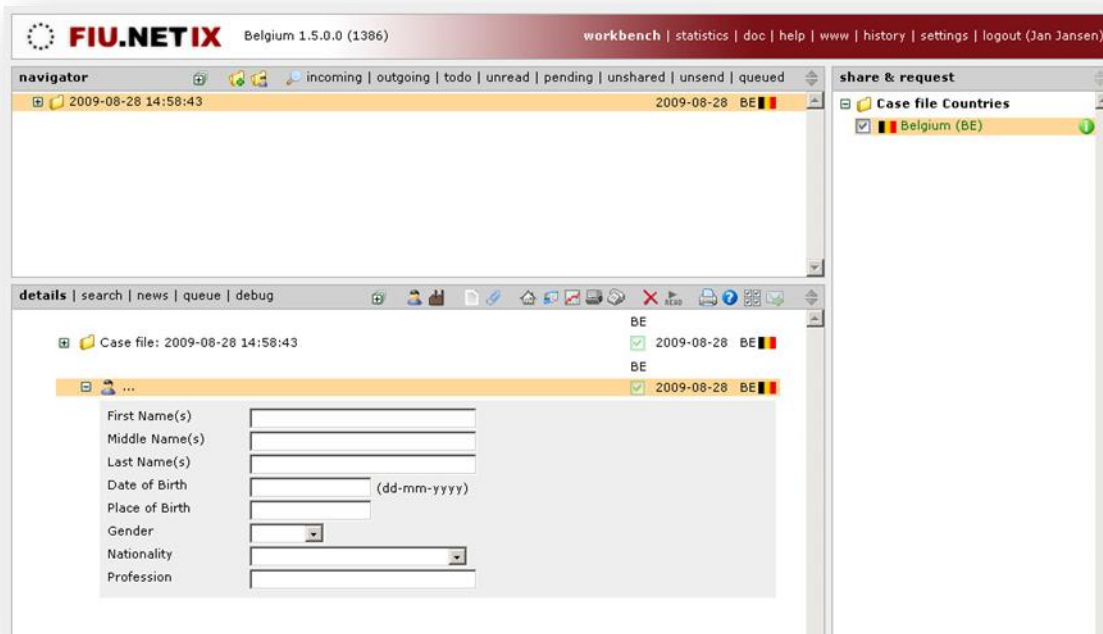 FIU.NETIX Belgium 1.5.0.0 (1386) workbench | statistics | doc | help | www | history | settings | logout (Jan Jansen)
navigator incoming | outgoing | todo | unread | pending | unshared | unsend | queued
2009-08-28 14:58:43 2009-08-28 BE
share & request
Case file Countries
Belgium (BE)
details | search | news | queue | debug READ
BE
Case file: 2009-08-28 14:58:43 2009-08-28 BE
BE
... 2009-08-28 BE
First Name(s)
Middle Name(s)
Last Name(s)
Date of Birth (dd-mm-yyyy)
Place of Birth
Gender
Nationality
Profession